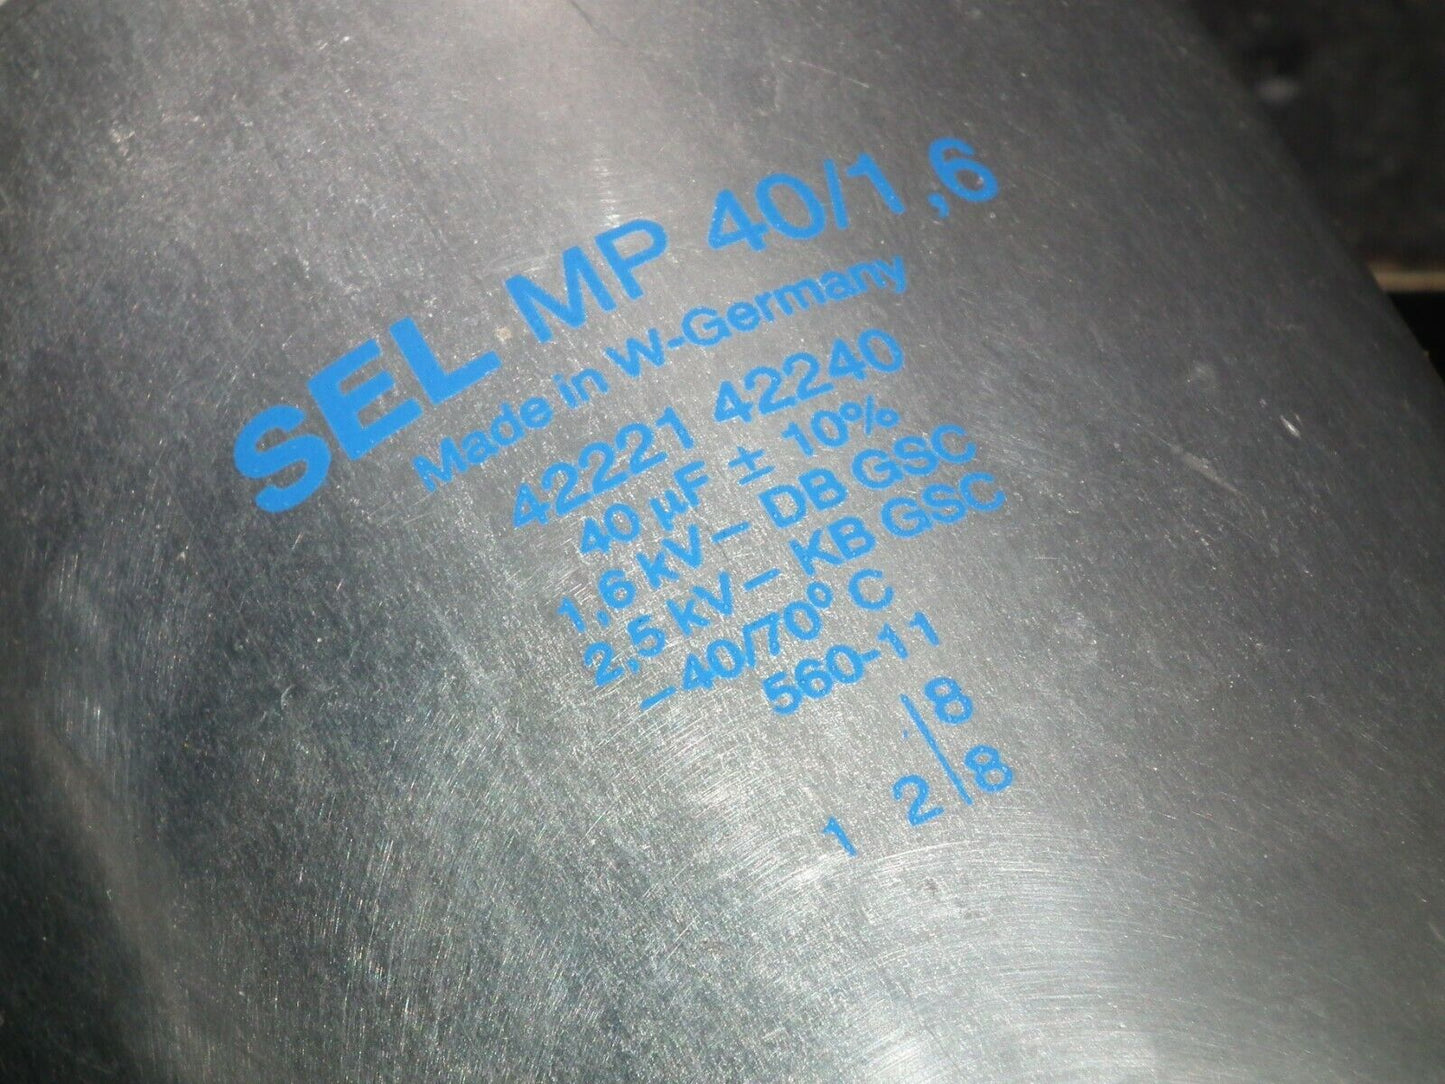 SEL MP 40/1,6
Made in W-Germany
42221 42240
40 µF ± 10%
1,6 kV – DB GSC
2,5 kV – KB GSC
–40/70° C
560-11
8
1 2 8